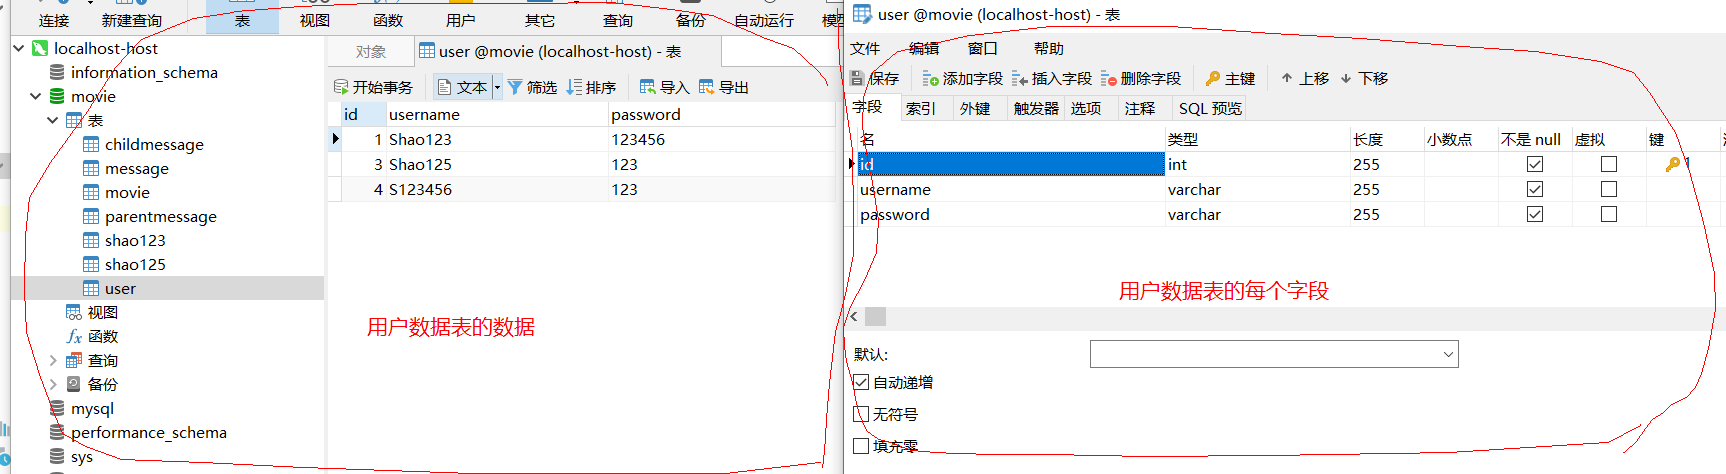 连接 新建查询 表 视图 函数 用户 其它 查询 备份 自动运行
localhost-host
information_schema
movie
表
childmessage
message
movie
parentmessage
shao123
shao125
user
视图
fx 函数
查询
备份
mysql
performance_schema
sys
对象 user @movie (localhost-host) - 表
开始事务 文本 筛选 排序 导入 导出
id username password
1 Shao123 123456
3 Shao125 123
4 S123456 123
用户数据表的数据
user @movie (localhost-host) - 表
文件 编辑 窗口 帮助
保存 添加字段 插入字段 删除字段 主键 上移 下移
字段 索引 外键 触发器 选项 注释 SQL 预览
名 类型 长度 小数点 不是 null 虚拟 键
id int 255 1
username varchar 255
password varchar 255
用户数据表的每个字段
默认:
自动递增
无符号
填充零